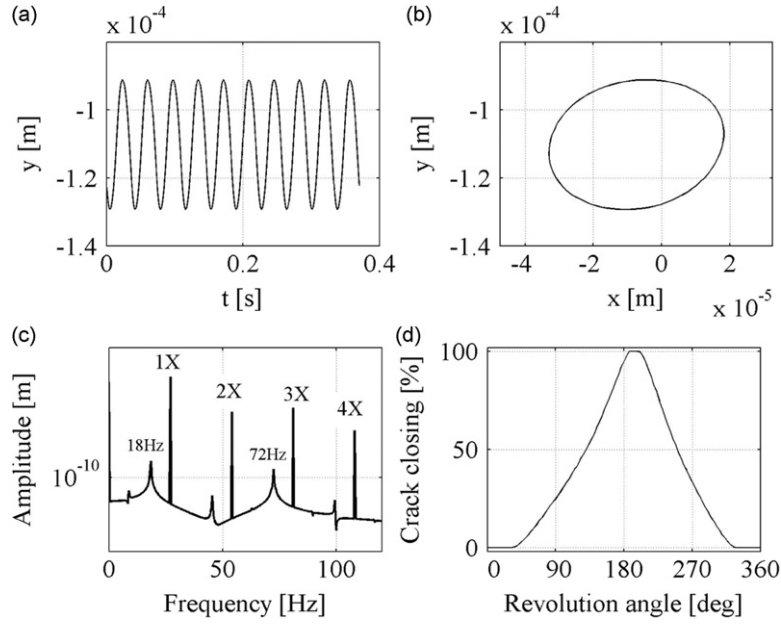 (a)
x 10⁻⁴
y [m]
-1
-1.2
-1.4
0
0.2
0.4
t [s]
(b)
x 10⁻⁴
y [m]
-1
-1.2
-1.4
-4
-2
0
2
x [m]
x 10⁻⁵
(c)
Amplitude [m]
10⁻¹⁰
1X
2X
3X
4X
18Hz
72Hz
0
50
100
Frequency [Hz]
(d)
Crack closing [%]
100
50
0
0
90
180
270
360
Revolution angle [deg]